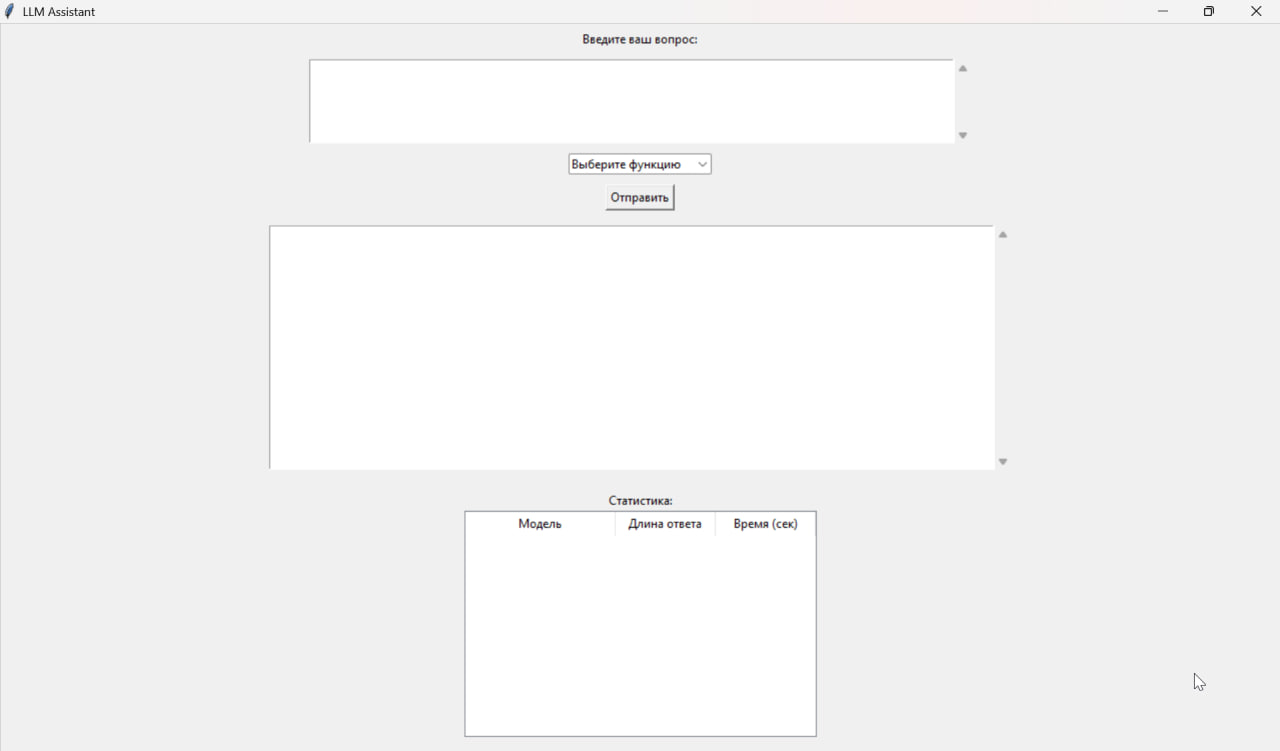 LLM Assistant
Введите ваш вопрос:
Выберите функцию
Отправить
Статистика:
Модель Длина ответа Время (сек)